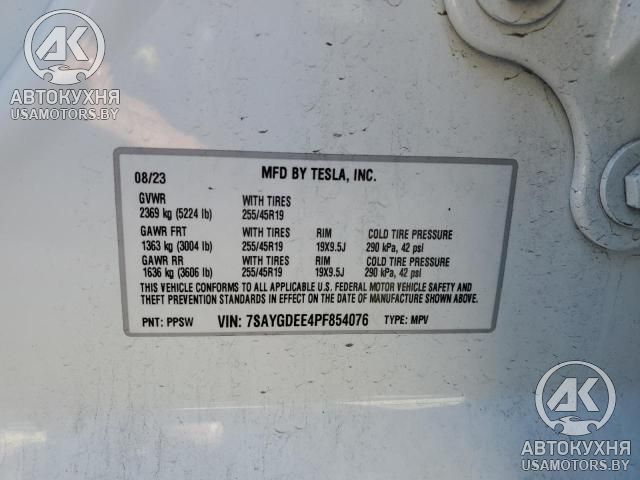 АК
АВТОКУХНЯ
USAMOTORS.BY
08/23 MFD BY TESLA, INC.
GVWR WITH TIRES
2369 kg (5224 lb) 255/45R19
GAWR FRT WITH TIRES RIM COLD TIRE PRESSURE
1363 kg (3004 lb) 255/45R19 19X9.5J 290 kPa, 42 psi
GAWR RR WITH TIRES RIM COLD TIRE PRESSURE
1636 kg (3606 lb) 255/45R19 19X9.5J 290 kPa, 42 psi
THIS VEHICLE CONFORMS TO ALL APPLICABLE U.S. FEDERAL MOTOR VEHICLE SAFETY AND
THEFT PREVENTION STANDARDS IN EFFECT ON THE DATE OF MANUFACTURE SHOWN ABOVE.
PNT: PPSW VIN: 7SAYGDEE4PF854076 TYPE: MPV
АК
АВТОКУХНЯ
USAMOTORS.BY